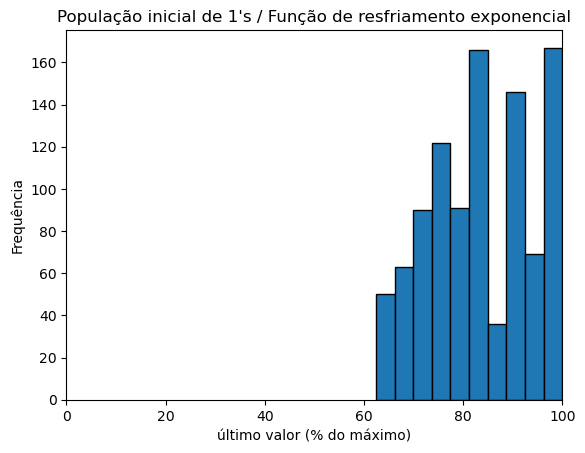 População inicial de 1's / Função de resfriamento exponencial
160
140
120
100
80
60
40
20
0
Frequência
0 20 40 60 80 100
último valor (% do máximo)